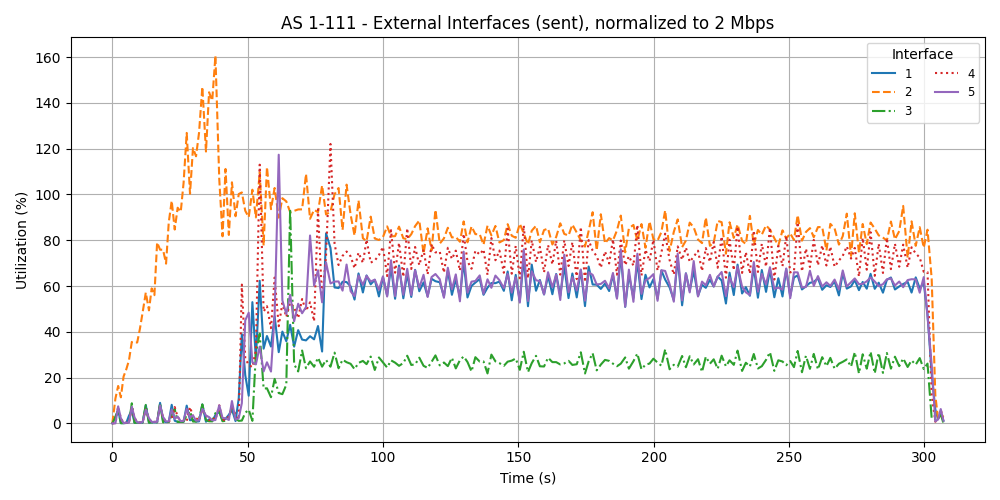 AS 1-111 - External Interfaces (sent), normalized to 2 Mbps
Utilization (%)
160
140
120
100
80
60
40
20
0
0 50 100 150 200 250 300
Time (s)
Interface
1 4
2 5
3